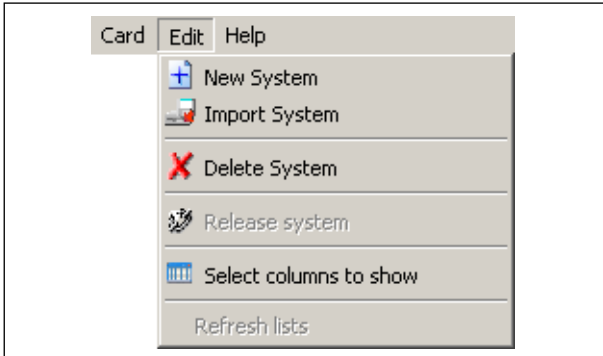 Card Edit Help
New System
Import System
Delete System
Release system
Select columns to show
Refresh lists